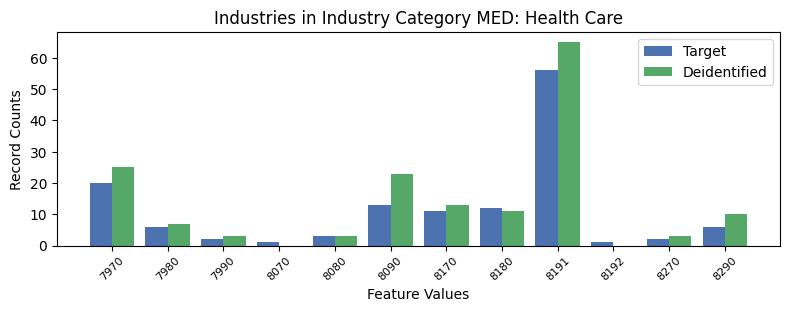 Industries in Industry Category MED: Health Care
Target
Deidentified
Record Counts
60
50
40
30
20
10
0
7970 7980 7990 8070 8080 8090 8170 8180 8191 8192 8270 8290
Feature Values